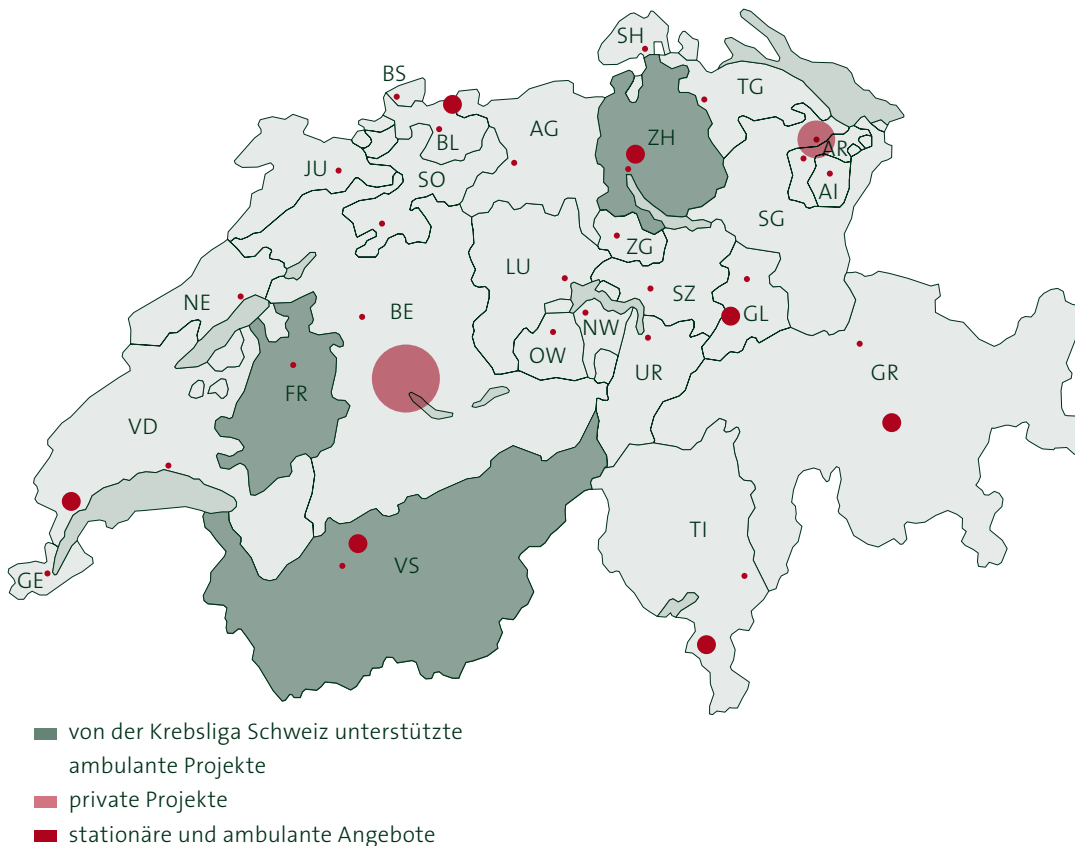 SH
BS
TG
AG
ZH
BL
AR
JU
SO
AI
SG
ZG
LU
SZ
NE
BE
GL
NW
OW
UR
GR
FR
VD
TI
VS
GE
von der Krebsliga Schweiz unterstützte
ambulante Projekte
private Projekte
stationäre und ambulante Angebote